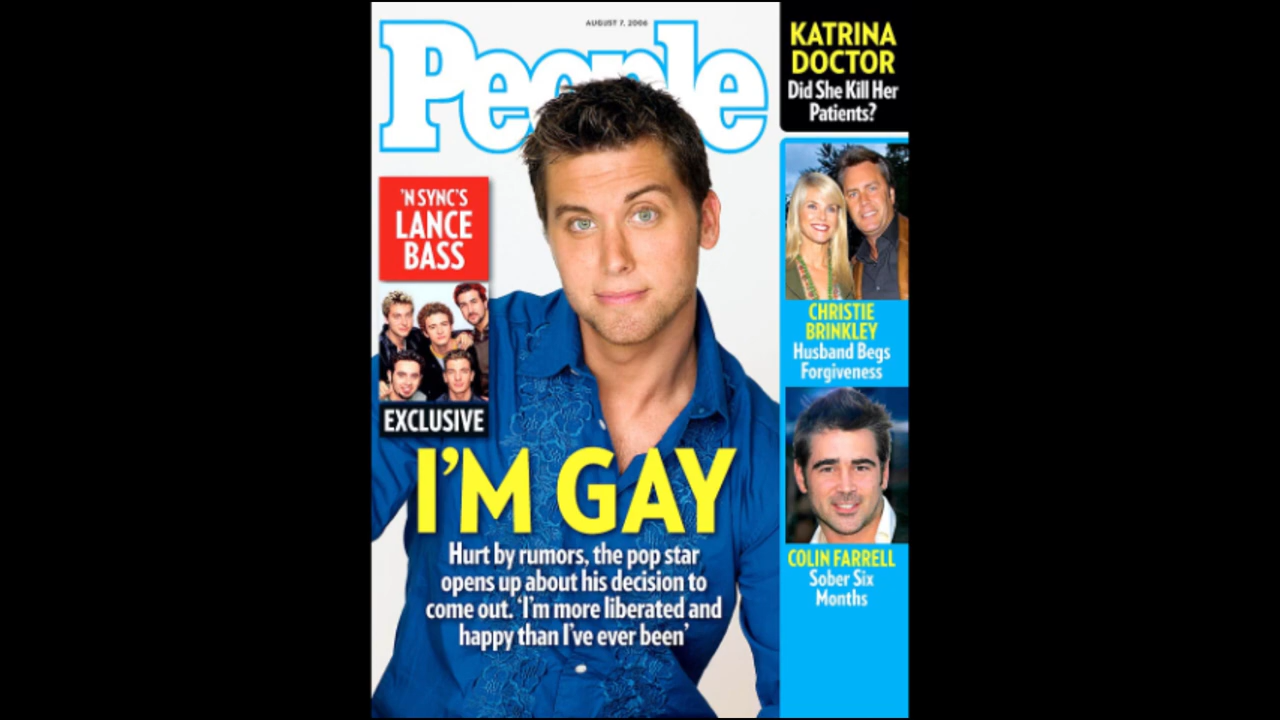 AUGUST 7, 2006
People
'N SYNC'S
LANCE
BASS
EXCLUSIVE
I'M GAY
Hurt by rumors, the pop star
opens up about his decision to
come out. 'I'm more liberated and
happy than I've ever been'
KATRINA
DOCTOR
Did She Kill Her
Patients?
CHRISTIE
BRINKLEY
Husband Begs
Forgiveness
COLIN FARRELL
Sober Six
Months